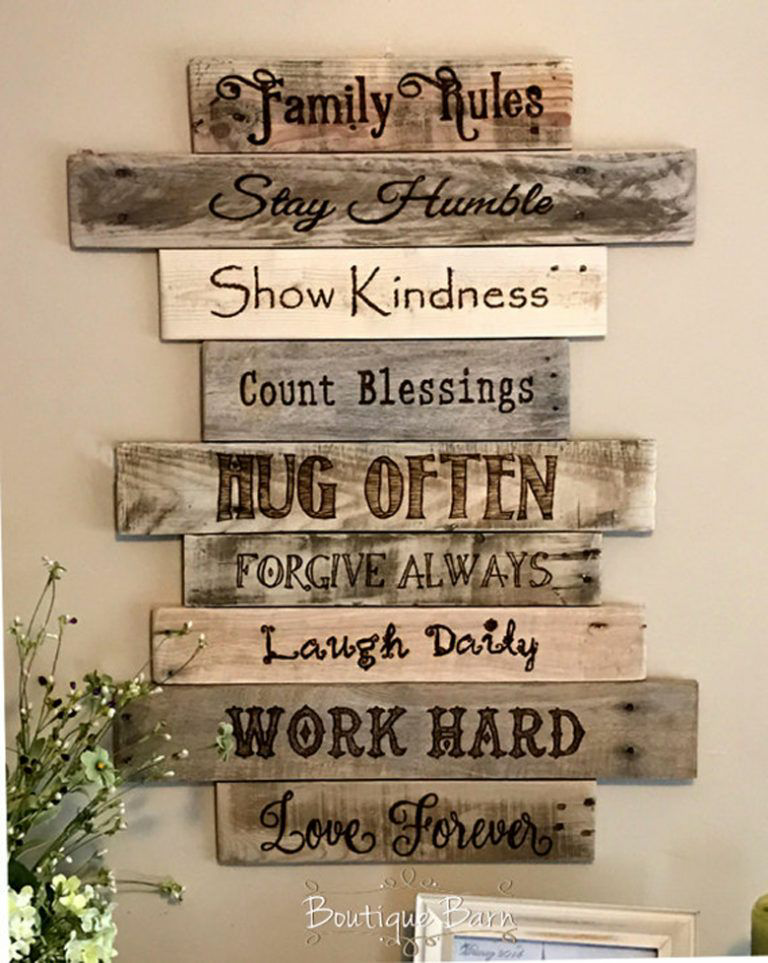 Family Rules
Stay Humble
Show Kindness
Count Blessings
HUG OFTEN
FORGIVE ALWAYS
Laugh Daily
WORK HARD
Love Forever
Boutique Barn